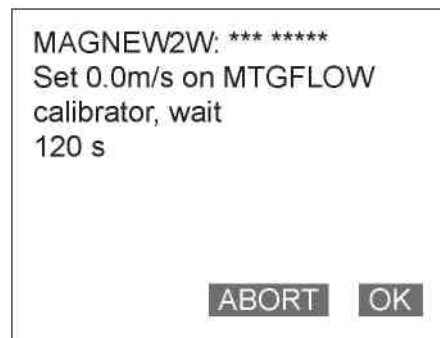 MAGNEW2W: *** *****
Set 0.0m/s on MTGFLOW
calibrator, wait
120 s
ABORT OK